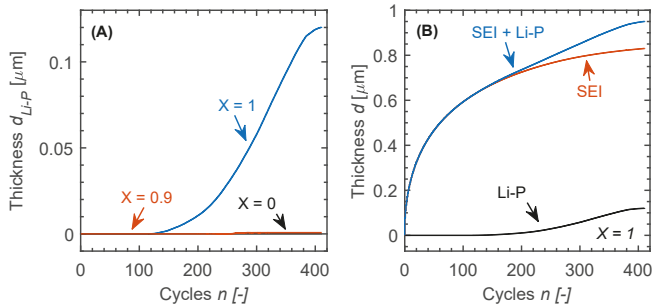 (A)
Thickness d_Li-P [μm]
0.1
0.05
0
X = 1
X = 0.9
X = 0
0 100 200 300 400
Cycles n [-]
(B)
Thickness d [μm]
1
0.8
0.6
0.4
0.2
0
SEI + Li-P
SEI
Li-P
X = 1
0 100 200 300 400
Cycles n [-]